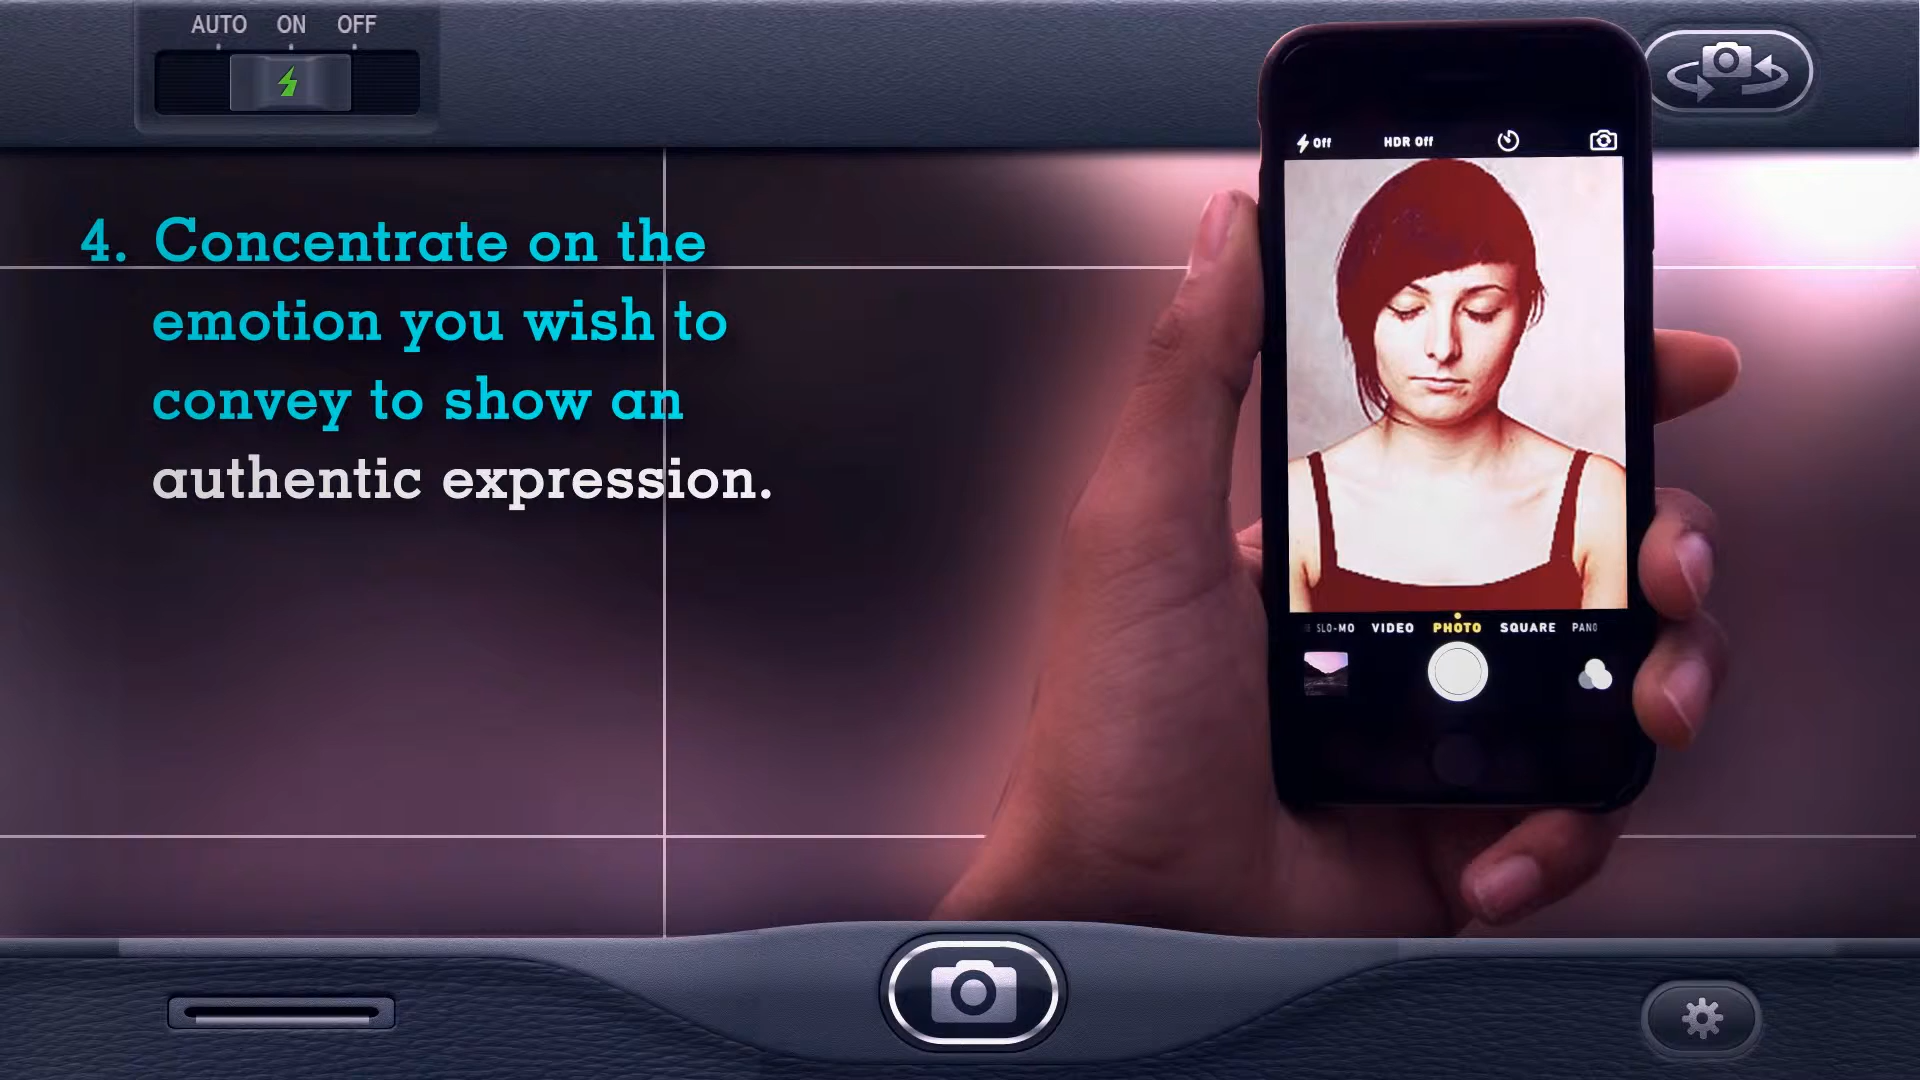 AUTO ON OFF
4. Concentrate on the
emotion you wish to
convey to show an
authentic expression.
Off HDR Off
SLO-MO VIDEO PHOTO SQUARE PANO